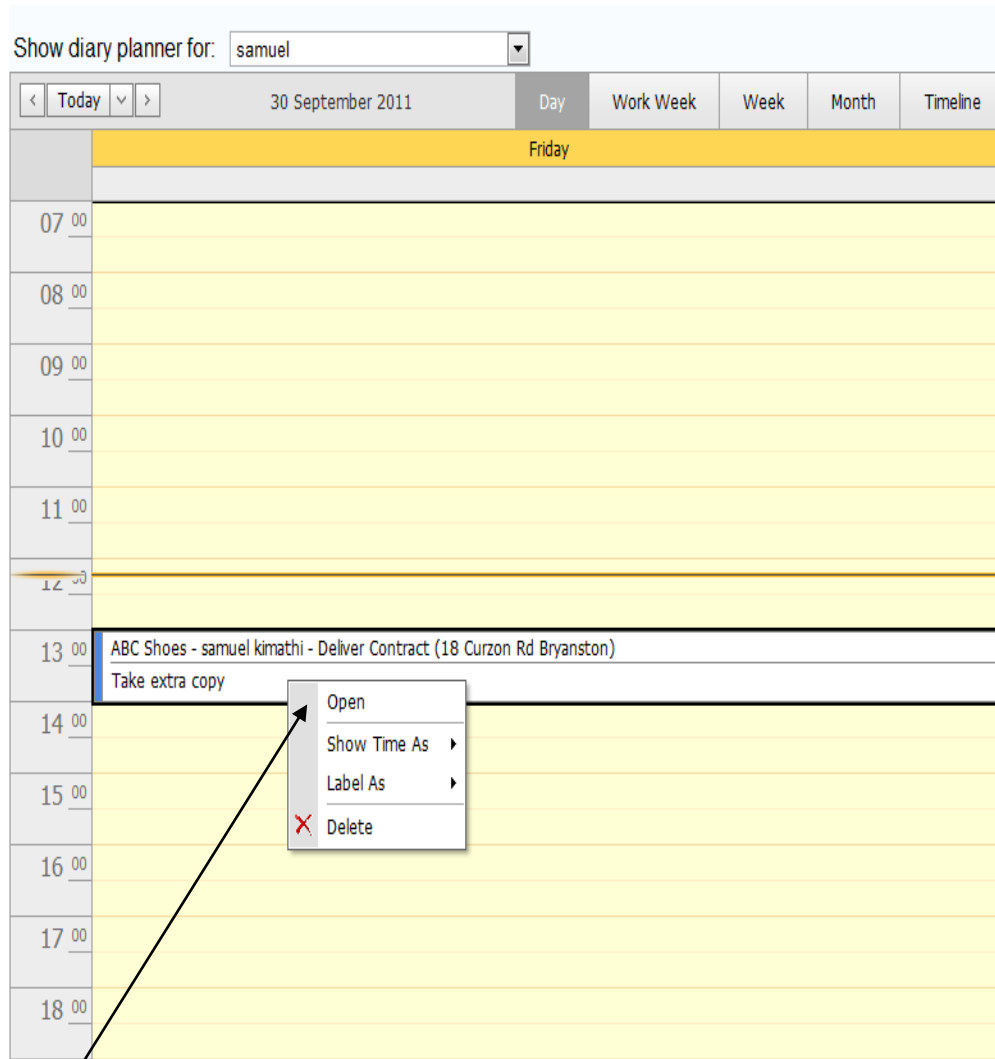 Show diary planner for: samuel
Today 30 September 2011 Day Work Week Week Month Timeline
Friday
07 00
08 00
09 00
10 00
11 00
12
13 00 ABC Shoes - samuel kimathi - Deliver Contract (18 Curzon Rd Bryanston)
Take extra copy
Open
14 00
Show Time As
Label As
15 00
Delete
16 00
17 00
18 00